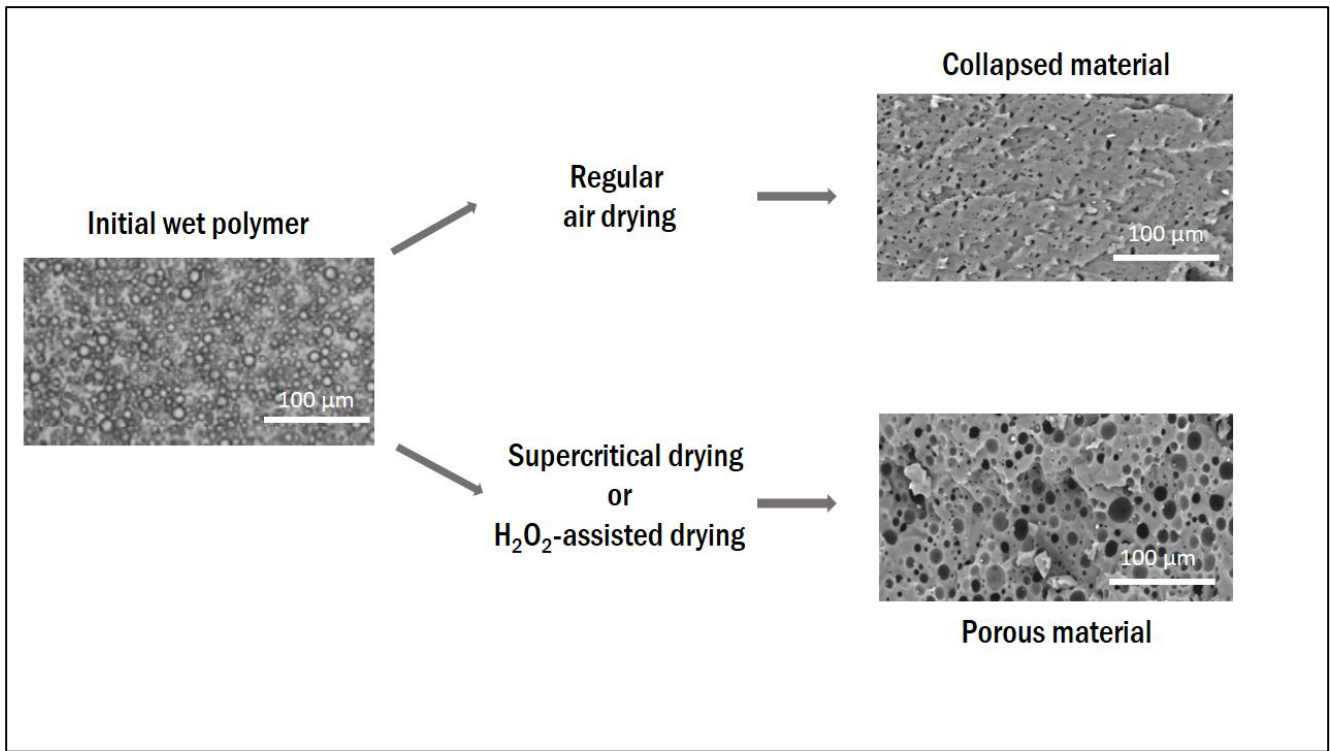 Initial wet polymer
100 µm
Regular
air drying
Collapsed material
100 µm
Supercritical drying
or
H₂O₂-assisted drying
100 µm
Porous material